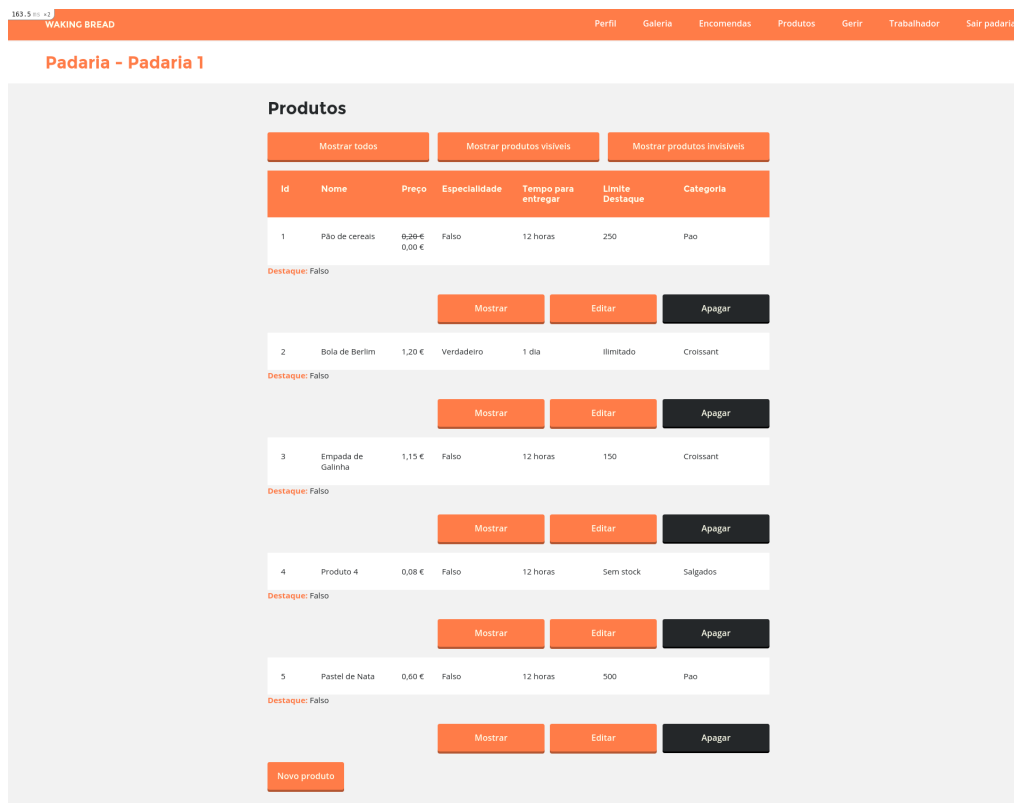 163.5 ms ×2
WAKING BREAD Perfil Galeria Encomendas Produtos Gerir Trabalhador Sair padaria
Padaria - Padaria 1
Produtos
Mostrar todos Mostrar produtos visíveis Mostrar produtos invisíveis
Id Nome Preço Especialidade Tempo para entregar Limite Destaque Categoria
1 Pão de cereais 0,20 € 0,00 € Falso 12 horas 250 Pao
Destaque: Falso
Mostrar Editar Apagar
2 Bola de Berlim 1,20 € Verdadeiro 1 dia Ilimitado Croissant
Destaque: Falso
Mostrar Editar Apagar
3 Empada de Galinha 1,15 € Falso 12 horas 150 Croissant
Destaque: Falso
Mostrar Editar Apagar
4 Produto 4 0,08 € Falso 12 horas Sem stock Salgados
Destaque: Falso
Mostrar Editar Apagar
5 Pastel de Nata 0,60 € Falso 12 horas 500 Pao
Destaque: Falso
Mostrar Editar Apagar
Novo produto